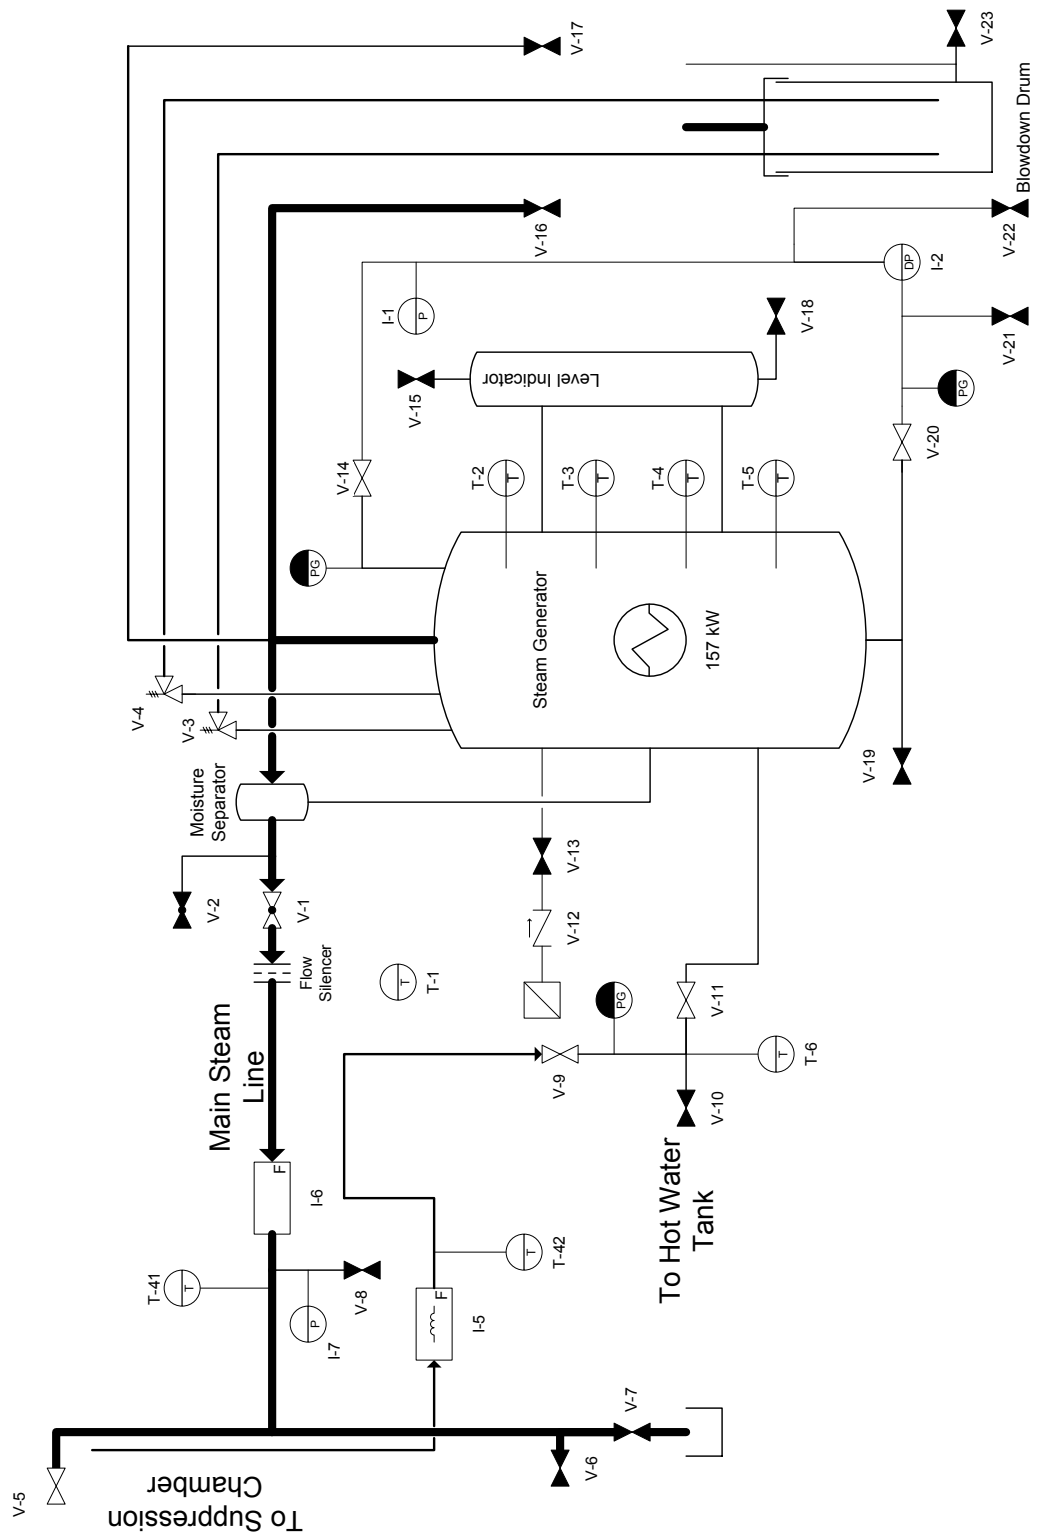 V-17
V-23
Blowdown Drum
V-16
V-22
DP
I-2
I-1
P
V-18
V-21
Level Indicator
V-15
PG
V-20
V-14
T-2
T
T-3
T
T-4
T
T-5
T
PG
Steam Generator
157 kW
V-4
V-3
V-19
Moisture
Separator
V-13
V-2
V-1
V-12
Flow
Silencer
T
T-1
PG
V-11
Main Steam
Line
V-9
T
T-6
V-10
To Hot Water
Tank
F
I-6
T-41
T
T
T-42
V-8
P
I-7
F
I-5
V-7
V-5
V-6
To Suppression
Chamber